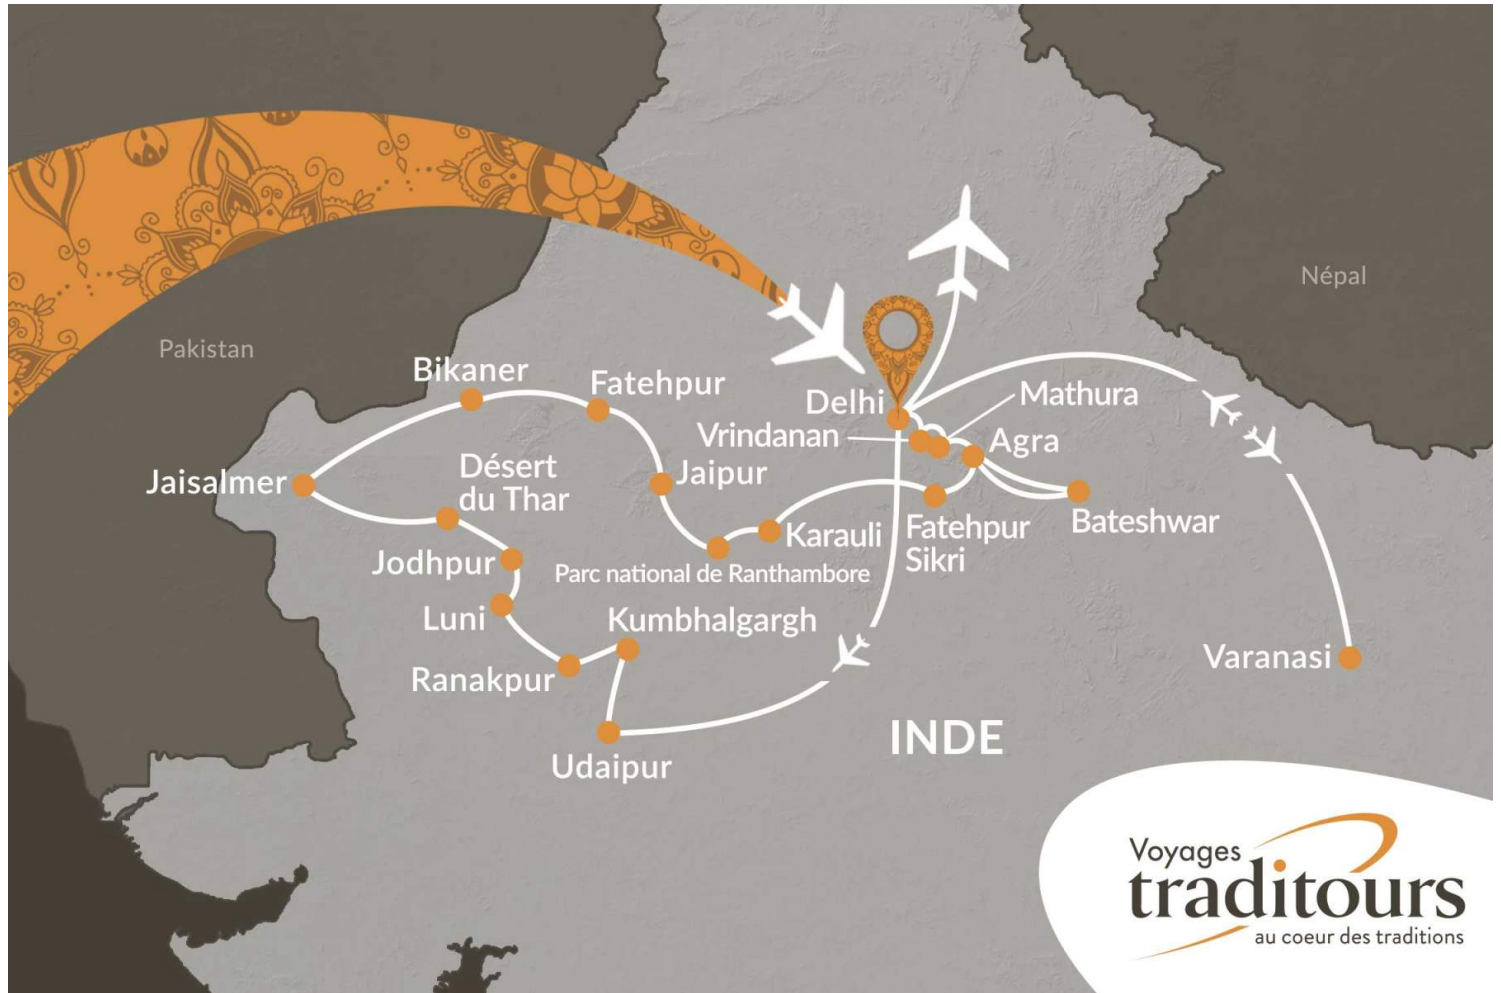 Népal
Pakistan
Bikaner
Fatehpur
Delhi
Mathura
Vrindanan
Agra
Jaisalmer
Désert
du Thar
Jaipur
Bateshwar
Karauli
Fatehpur
Sikri
Jodhpur
Parc national de Ranthambore
Luni
Kumbhalgargh
Ranakpur
Varanasi
INDE
Udaipur
Voyages
traditours
au coeur des traditions